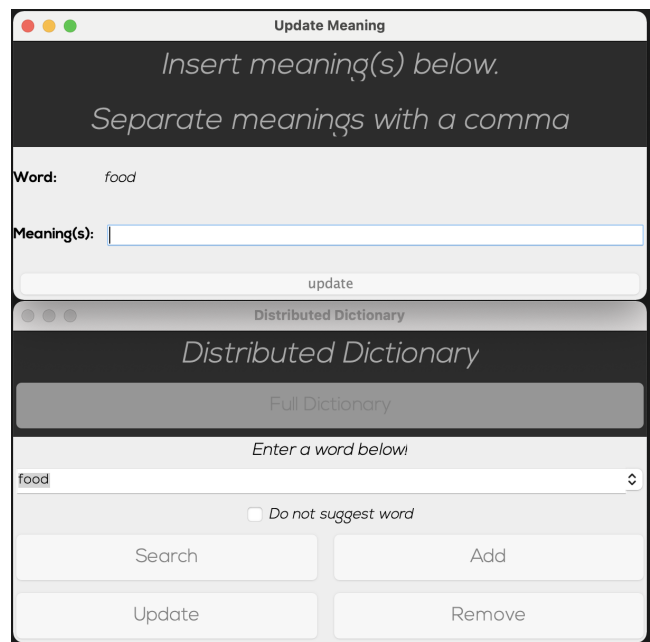 Update Meaning
Insert meaning(s) below.
Separate meanings with a comma
Word: food
Meaning(s):
update
Distributed Dictionary
Distributed Dictionary
Full Dictionary
Enter a word below!
food
Do not suggest word
Search Add
Update Remove